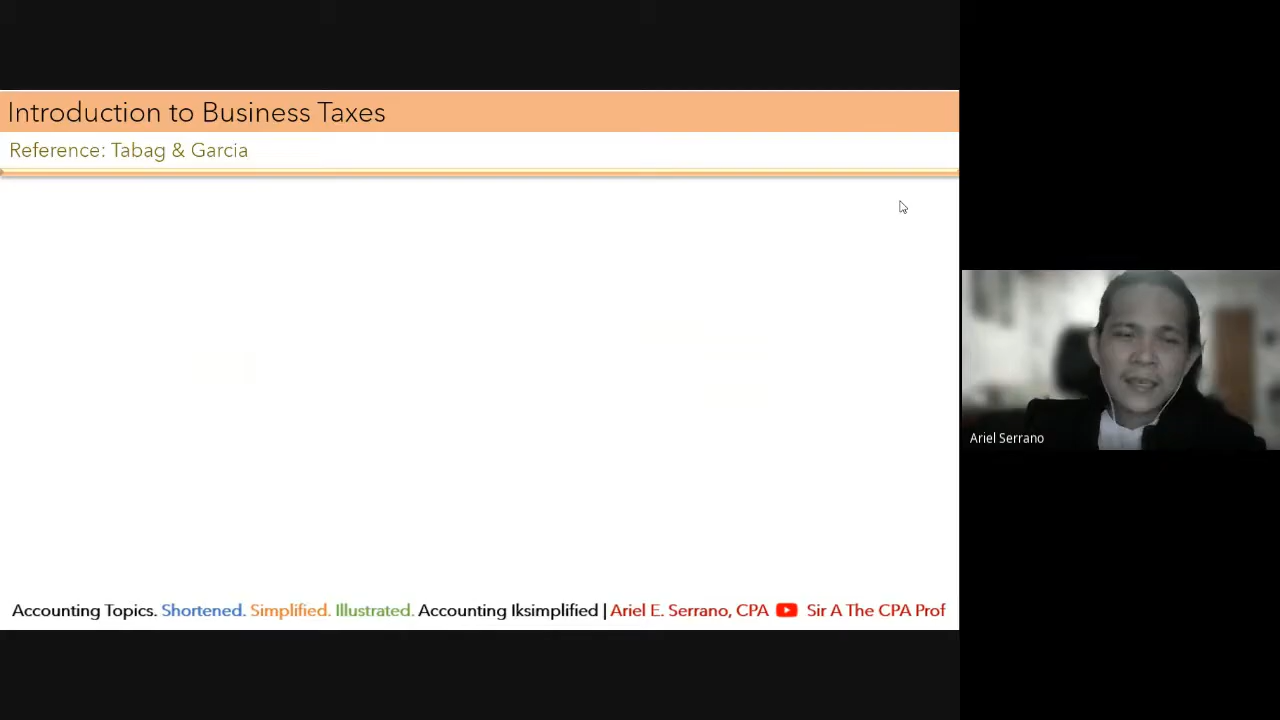 Introduction to Business Taxes
Reference: Tabag & Garcia
Ariel Serrano
Accounting Topics. Shortened. Simplified. Illustrated. Accounting Iksimplified | Ariel E. Serrano, CPA Sir A The CPA Prof